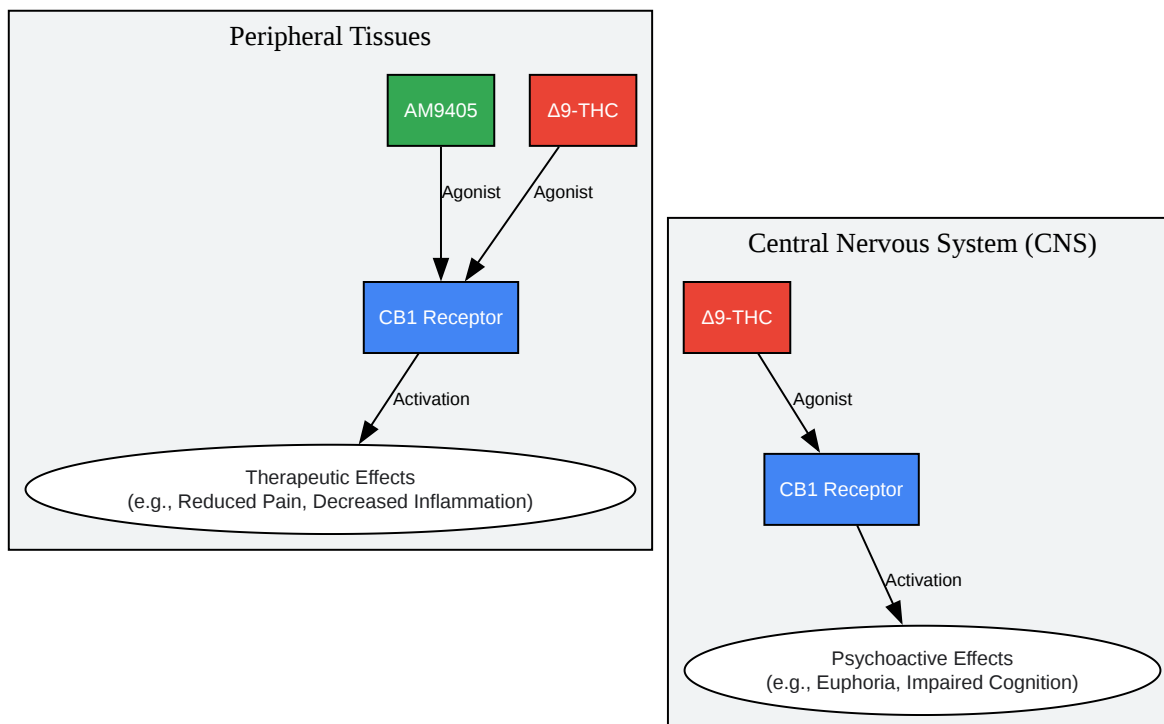 Peripheral Tissues
AM9405
Δ9-THC
Agonist
Agonist
CB1 Receptor
Activation
Therapeutic Effects
(e.g., Reduced Pain, Decreased Inflammation)
Central Nervous System (CNS)
Δ9-THC
Agonist
CB1 Receptor
Activation
Psychoactive Effects
(e.g., Euphoria, Impaired Cognition)